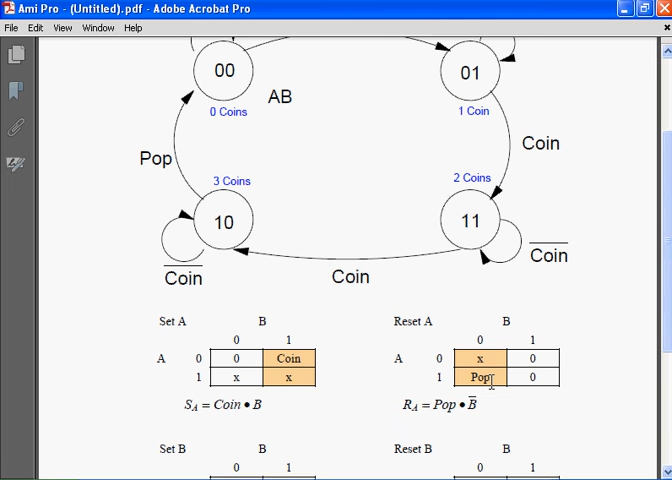 Ami Pro - (Untitled).pdf - Adobe Acrobat Pro
File Edit View Window Help
00
01
AB
0 Coins
1 Coin
Pop
Coin
3 Coins
2 Coins
10
11
C̅o̅i̅n̅
C̅o̅i̅n̅
Coin
Set A B
0 1
A 0 0 Coin
1 x x
S_A = Coin • B
Reset A B
0 1
A 0 x 0
1 Pop 0
R_A = Pop • B̅
Set B B
0 1
Reset B B
0 1